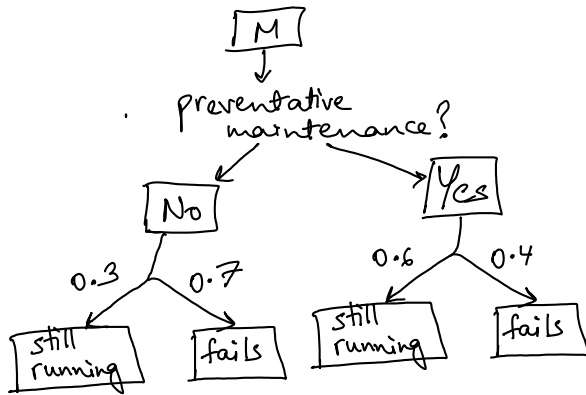 M
preventative
maintenance?
No
Yes
0.3
0.7
0.6
0.4
still
running
fails
still
running
fails